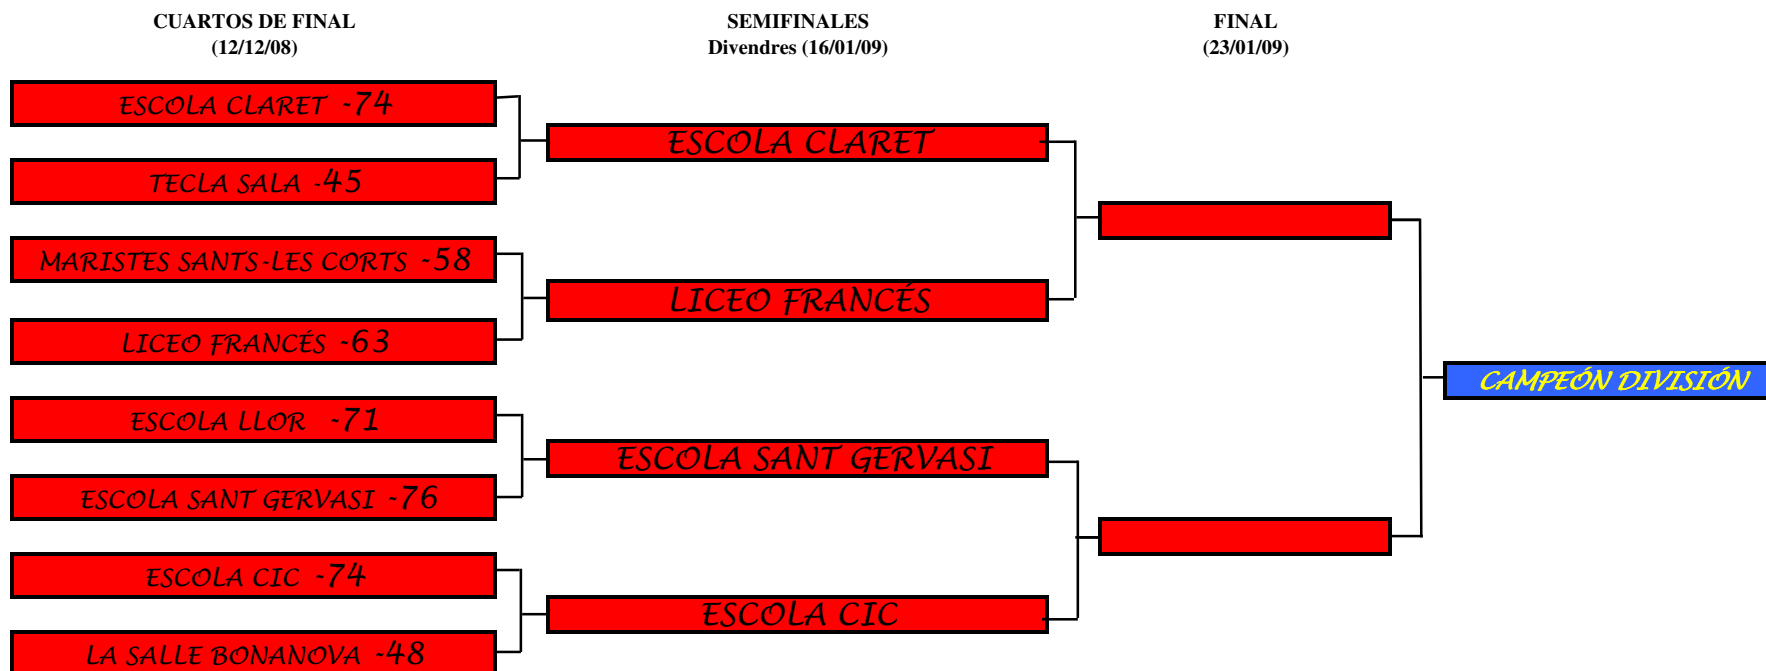 CUARTOS DE FINAL
(12/12/08)
SEMIFINALES
Divendres (16/01/09)
FINAL
(23/01/09)
ESCOLA CLARET -74
TECLA SALA -45
MARISTES SANTS-LES CORTS -58
LICEO FRANCÉS -63
ESCOLA LLOR -71
ESCOLA SANT GERVASI -76
ESCOLA CIC -74
LA SALLE BONANOVA -48
ESCOLA CLARET
LICEO FRANCÉS
ESCOLA SANT GERVASI
ESCOLA CIC
CAMPEÓN DIVISIÓN